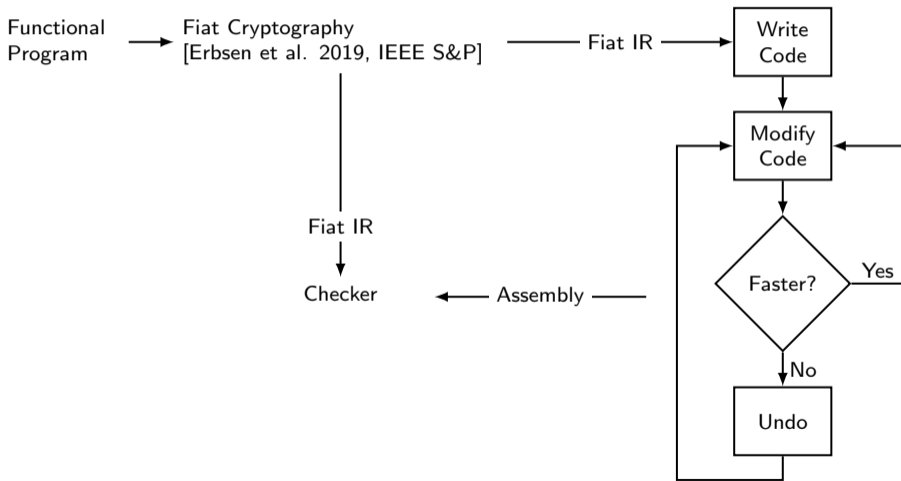 Functional
Program
Fiat Cryptography
[Erbsen et al. 2019, IEEE S&P]
Fiat IR
Write
Code
Modify
Code
Fiat IR
Faster?
Yes
Checker
Assembly
No
Undo